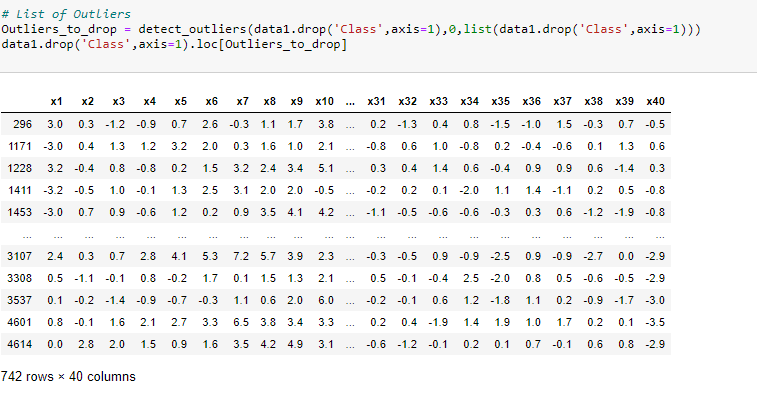 # List of Outliers
Outliers_to_drop = detect_outliers(data1.drop('Class',axis=1),0,list(data1.drop('Class',axis=1)))
data1.drop('Class',axis=1).loc[Outliers_to_drop]
x1 x2 x3 x4 x5 x6 x7 x8 x9 x10 ... x31 x32 x33 x34 x35 x36 x37 x38 x39 x40
296 3.0 0.3 -1.2 -0.9 0.7 2.6 -0.3 1.1 1.7 3.8 ... 0.2 -1.3 0.4 0.8 -1.5 -1.0 1.5 -0.3 0.7 -0.5
1171 -3.0 0.4 1.3 1.2 3.2 2.0 0.3 1.6 1.0 2.1 ... -0.8 0.6 1.0 -0.8 0.2 -0.4 -0.6 0.1 1.3 0.6
1228 3.2 -0.4 0.8 -0.8 0.2 1.5 3.2 2.4 3.4 5.1 ... 0.3 0.4 1.4 0.6 -0.4 0.9 0.9 0.6 -1.4 0.3
1411 -3.2 -0.5 1.0 -0.1 1.3 2.5 3.1 2.0 2.0 -0.5 ... -0.2 0.2 0.1 -2.0 1.1 1.4 -1.1 0.2 0.5 -0.8
1453 -3.0 0.7 0.9 -0.6 1.2 0.2 0.9 3.5 4.1 4.2 ... -1.1 -0.5 -0.6 -0.6 -0.3 0.3 0.6 -1.2 -1.9 -0.8
... ... ... ... ... ... ... ... ... ... ... ... ... ... ... ... ... ... ... ... ... ...
3107 2.4 0.3 0.7 2.8 4.1 5.3 7.2 5.7 3.9 2.3 ... -0.3 -0.5 0.9 -0.9 -2.5 0.9 -0.9 -2.7 0.0 -2.9
3308 0.5 -1.1 -0.1 0.8 -0.2 1.7 0.1 1.5 1.3 2.1 ... 0.5 -0.1 -0.4 2.5 -2.0 0.8 0.5 -0.6 -0.5 -2.9
3537 0.1 -0.2 -1.4 -0.9 -0.7 -0.3 1.1 0.6 2.0 6.0 ... -0.2 -0.1 0.6 1.2 -1.8 1.1 0.2 -0.9 -1.7 -3.0
4601 0.8 -0.1 1.6 2.1 2.7 3.3 6.5 3.8 3.4 3.3 ... 0.2 0.4 -1.9 1.4 1.9 1.0 1.7 0.2 0.1 -3.5
4614 0.0 2.8 2.0 1.5 0.9 1.6 3.5 4.2 4.9 3.1 ... -0.6 -1.2 -0.1 0.2 0.1 0.7 -0.1 0.6 0.8 -2.9
742 rows × 40 columns